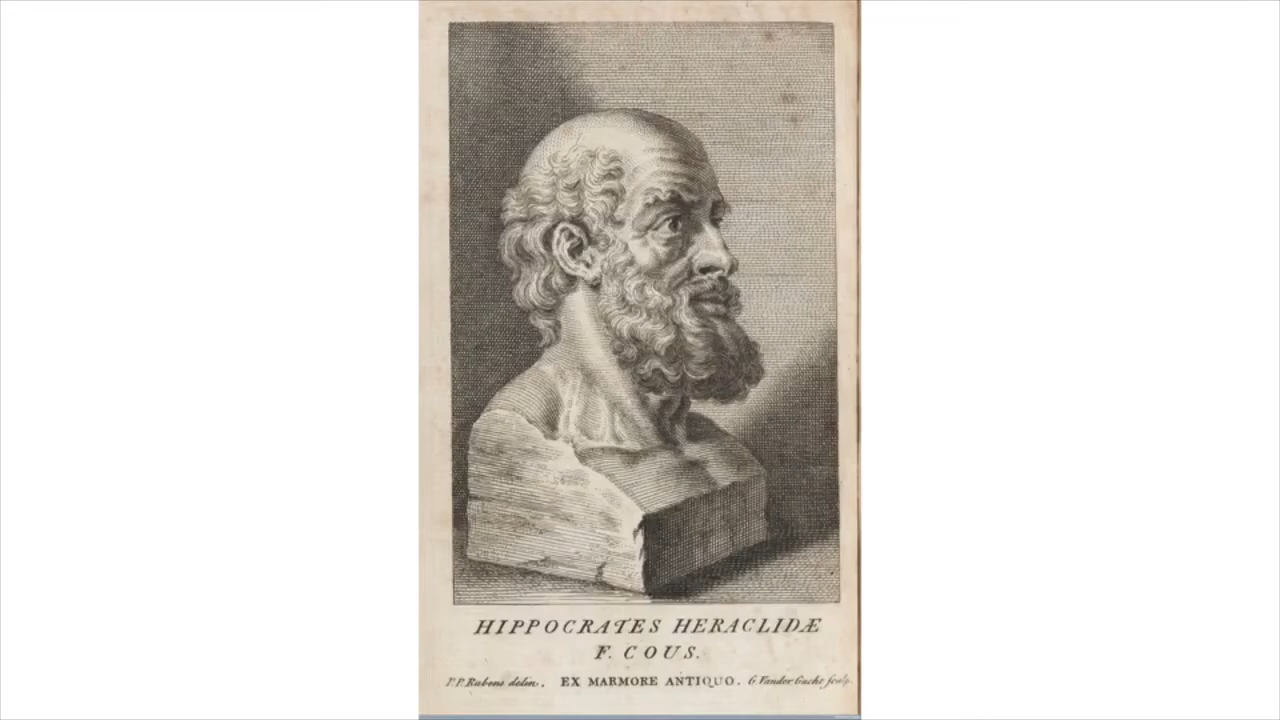 HIPPOCRATES HERACLIDÆ
F. COUS.
P. P. Rubens delin. EX MARMORE ANTIQUO. G Vander Gucht sculp.